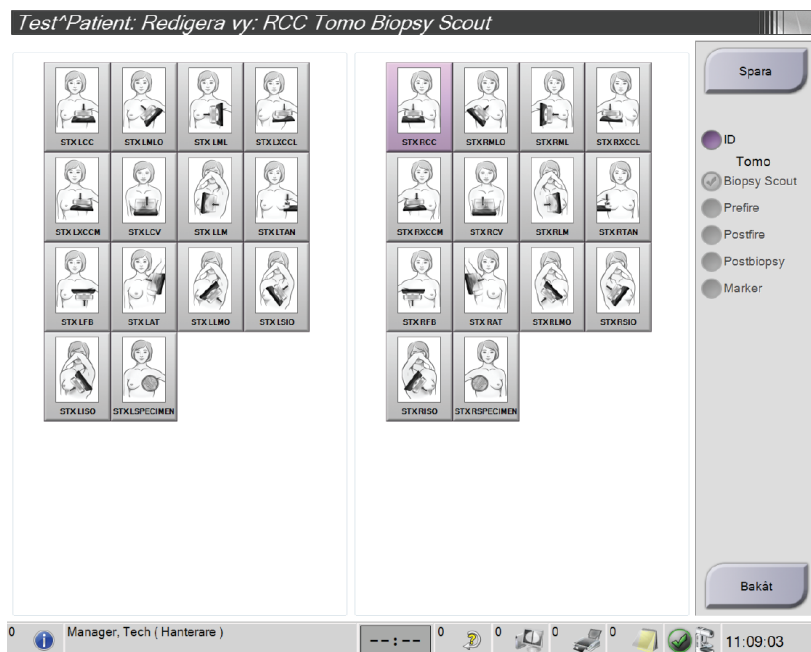 Test^Patient: Redigera vy: RCC Tomo Biopsy Scout
STX LCC STX LMLO STX LML STX LXCCL
STX LXCCM STX LCV STX LLM STX LTAN
STX LFB STX LAT STX LLMO STX LSIO
STX LISO STX LSPECIMEN
STX RCC STX RMLO STX RML STX RXCCL
STX RXCCM STX RCV STX RLM STX RTAN
STX RFB STX RAT STX RLMO STX RSIO
STX RISO STX RSPECIMEN
Spara
ID
Tomo
Biopsy Scout
Prefire
Postfire
Postbiopsy
Marker
Bakåt
0 Manager, Tech ( Hanterare ) --:-- 0 0 0 0 11:09:03